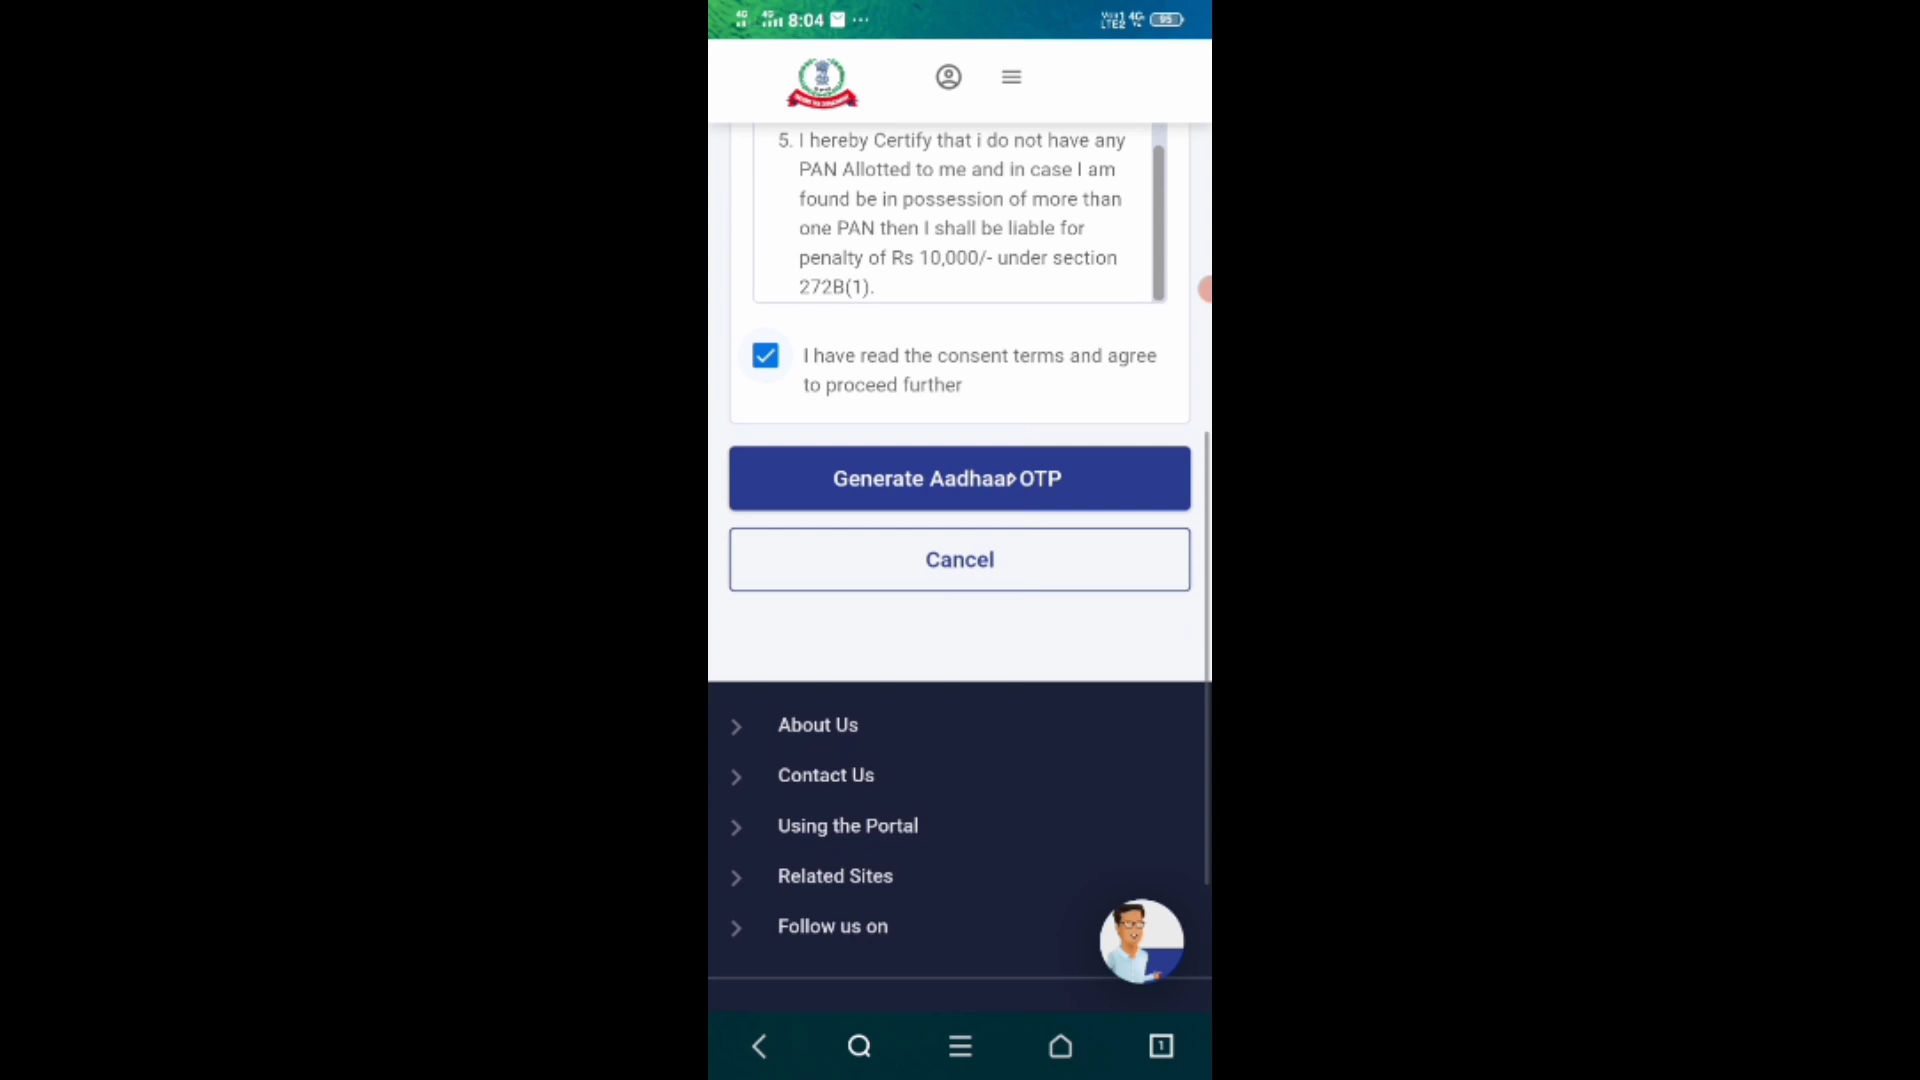 8:04
95
5. I hereby Certify that i do not have any
PAN Allotted to me and in case I am
found be in possession of more than
one PAN then I shall be liable for
penalty of Rs 10,000/- under section
272B(1).
I have read the consent terms and agree
to proceed further
Generate Aadhaar OTP
Cancel
About Us
Contact Us
Using the Portal
Related Sites
Follow us on
1